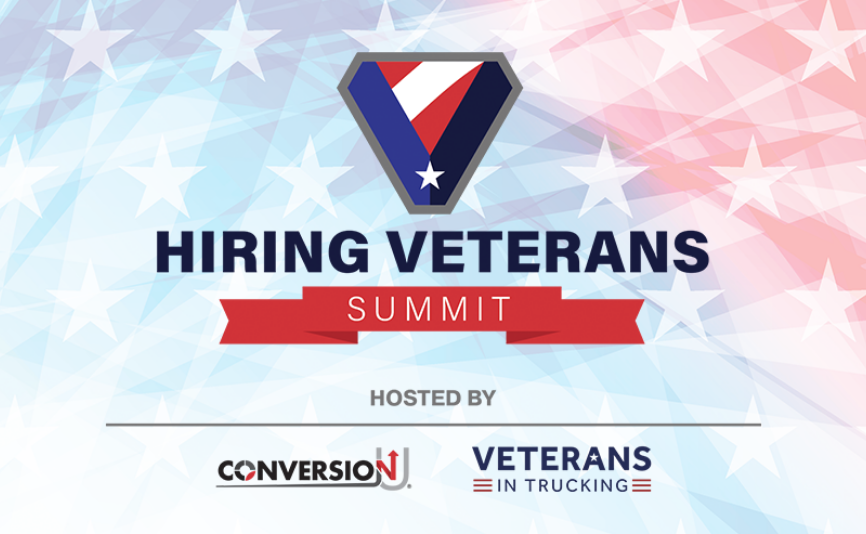 HIRING VETERANS
SUMMIT
HOSTED BY
CONVERSION U®
VETERANS
IN TRUCKING